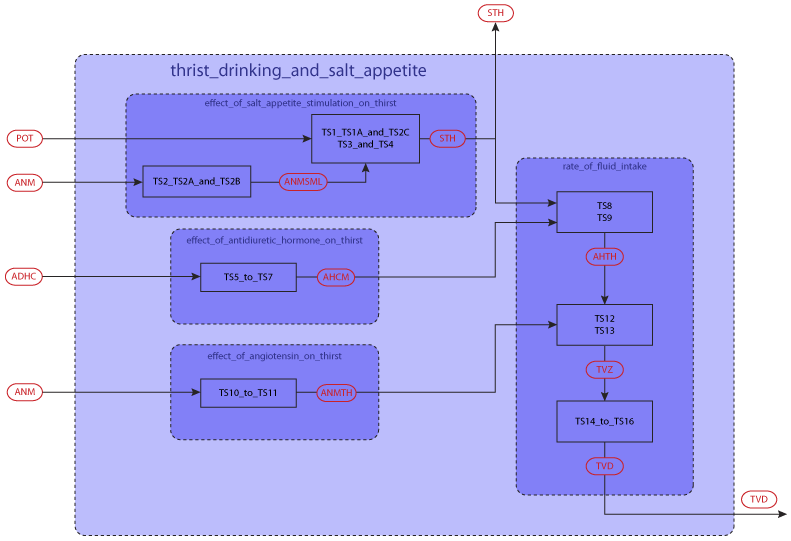 STH
thrist_drinking_and_salt_appetite
effect_of_salt_appetite_stimulation_on_thirst
POT
TS1_TS1A_and_TS2C
TS3_and_TS4
STH
ANM
TS2_TS2A_and_TS2B
ANMSML
rate_of_fluid_intake
TS8
TS9
effect_of_antidiuretic_hormone_on_thirst
AHTH
ADHC
TS5_to_TS7
AHCM
TS12
TS13
effect_of_angiotensin_on_thirst
TVZ
ANM
TS10_to_TS11
ANMTH
TS14_to_TS16
TVD
TVD